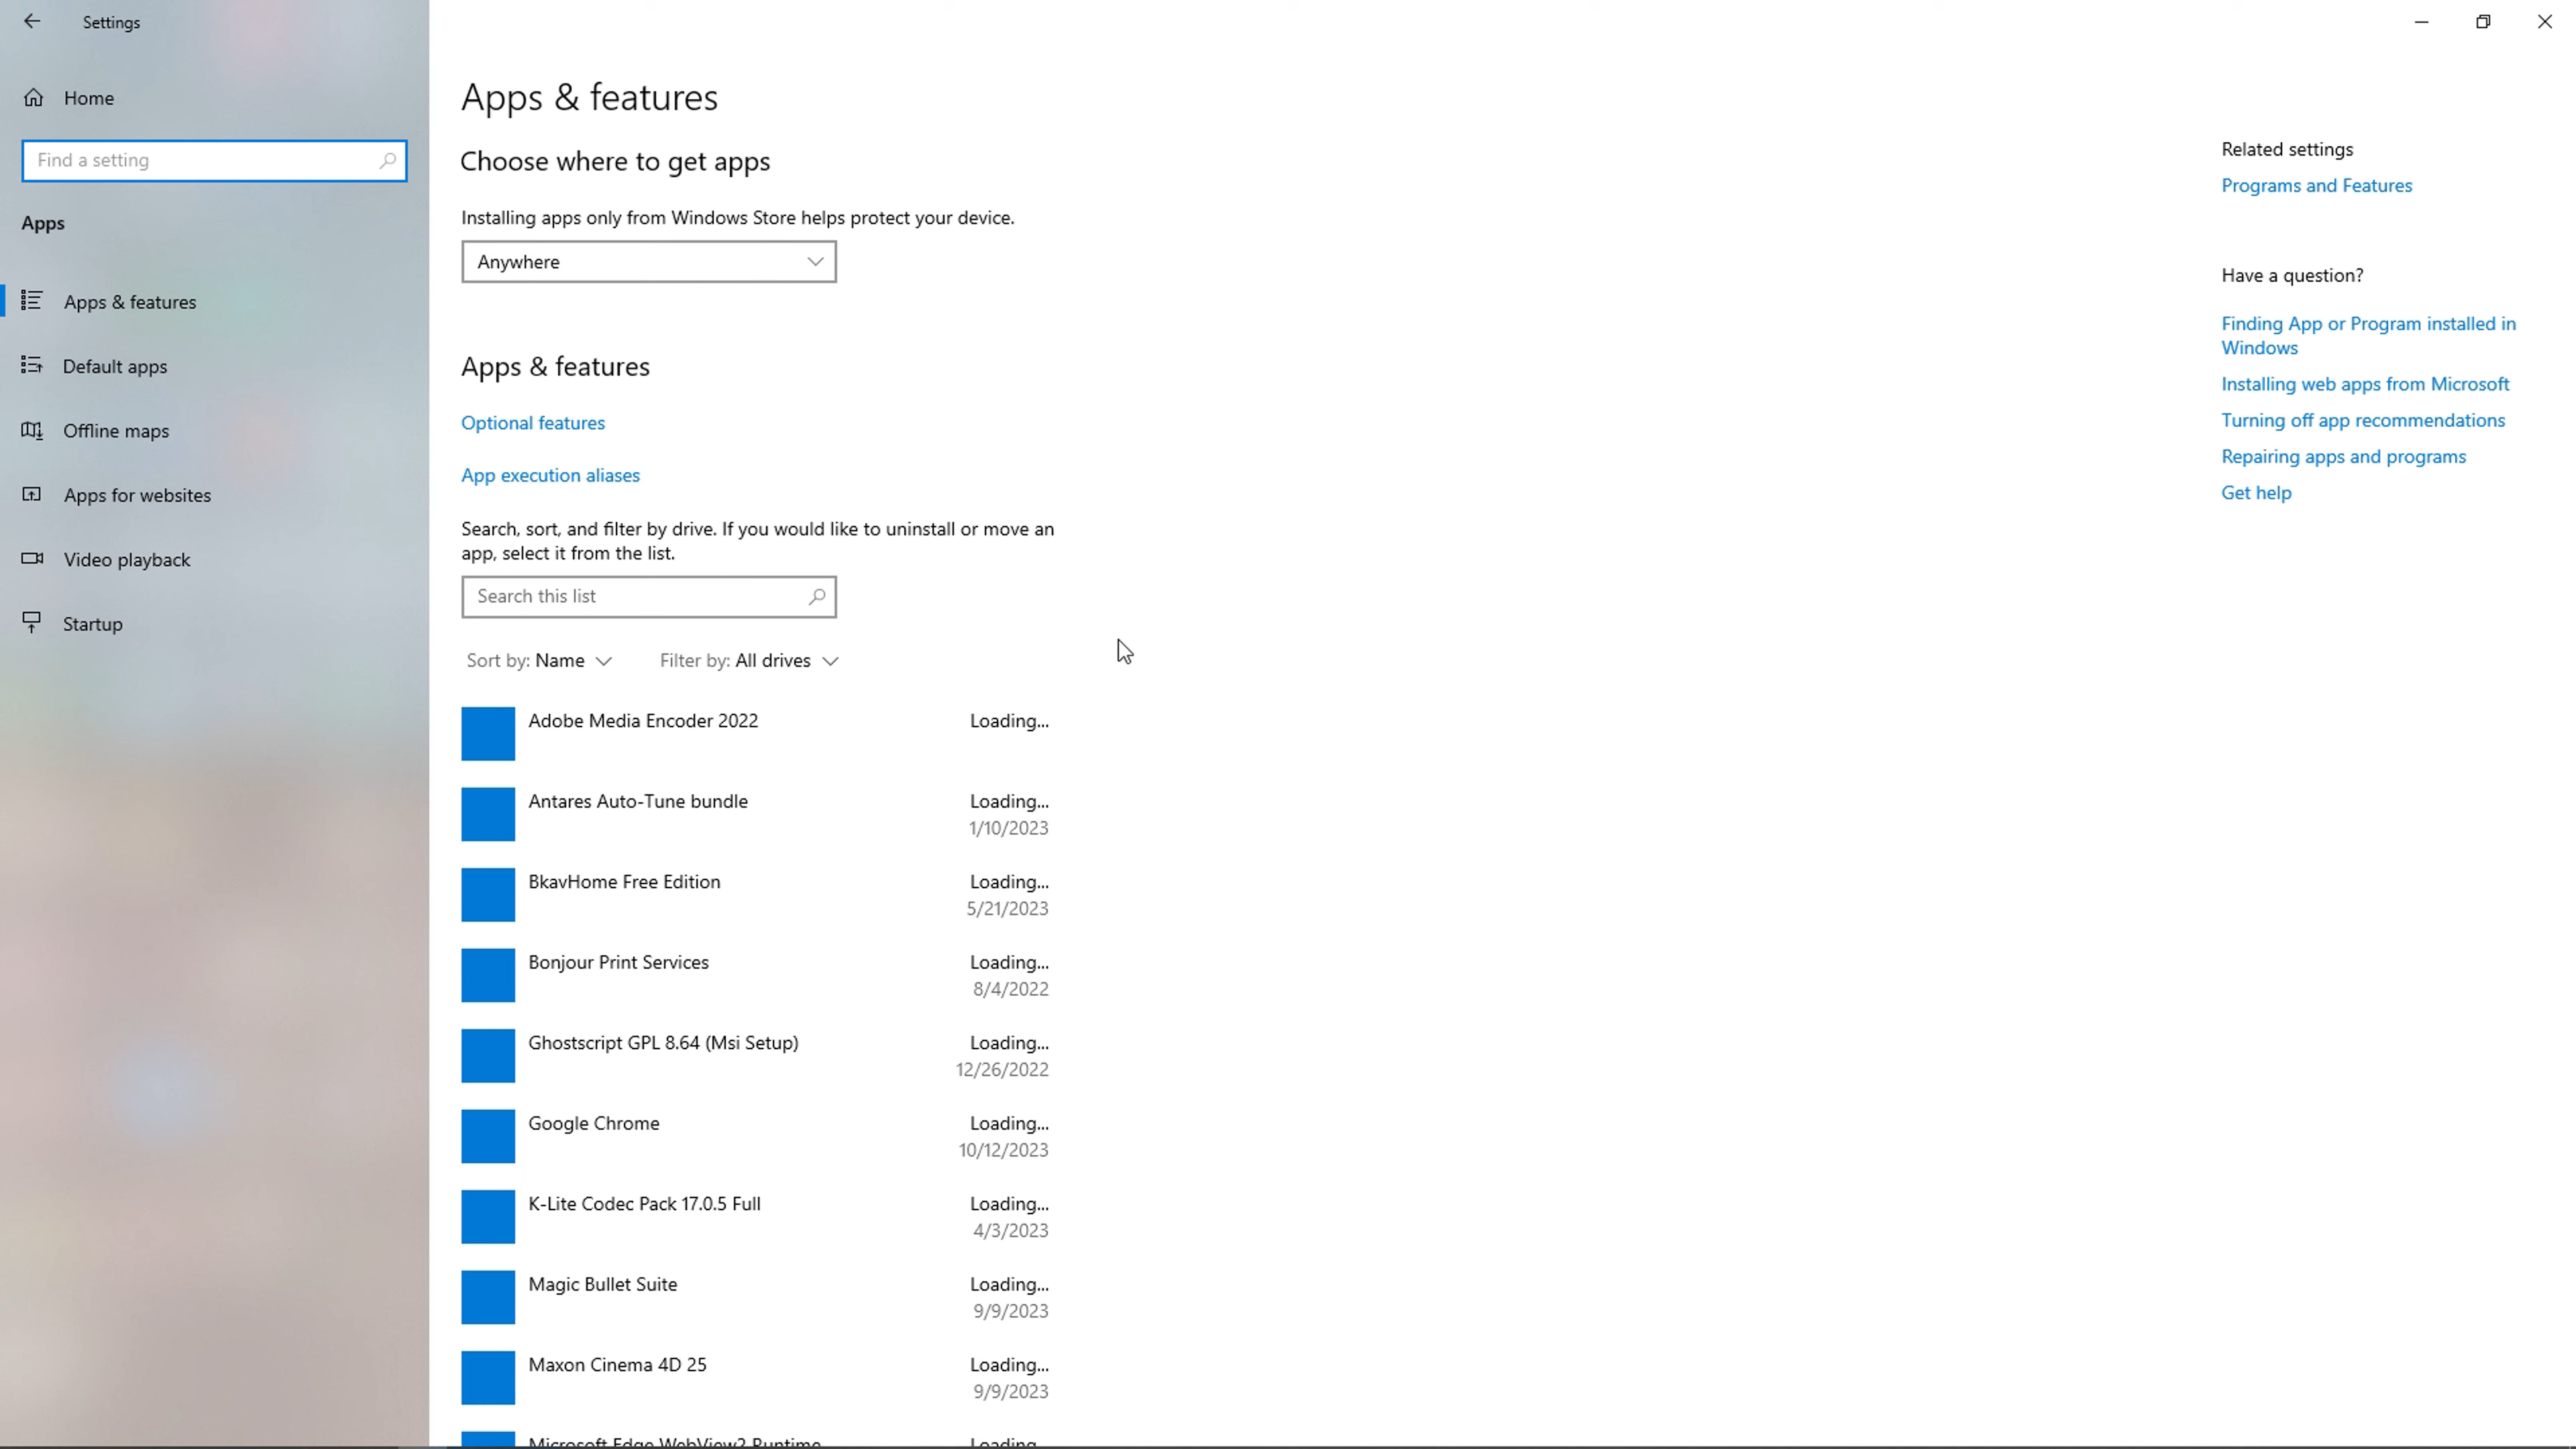 Settings
Home
Find a setting
Apps
Apps & features
Default apps
Offline maps
Apps for websites
Video playback
Startup
Apps & features
Choose where to get apps
Installing apps only from Windows Store helps protect your device.
Anywhere
Apps & features
Optional features
App execution aliases
Search, sort, and filter by drive. If you would like to uninstall or move an
app, select it from the list.
Search this list
Sort by: Name
Filter by: All drives
Adobe Media Encoder 2022
Loading...
Antares Auto-Tune bundle
Loading...
1/10/2023
BkavHome Free Edition
Loading...
5/21/2023
Bonjour Print Services
Loading...
8/4/2022
Ghostscript GPL 8.64 (Msi Setup)
Loading...
12/26/2022
Google Chrome
Loading...
10/12/2023
K-Lite Codec Pack 17.0.5 Full
Loading...
4/3/2023
Magic Bullet Suite
Loading...
9/9/2023
Maxon Cinema 4D 25
Loading...
9/9/2023
Microsoft Edge WebView2 Runtime
Loading...
Related settings
Programs and Features
Have a question?
Finding App or Program installed in
Windows
Installing web apps from Microsoft
Turning off app recommendations
Repairing apps and programs
Get help